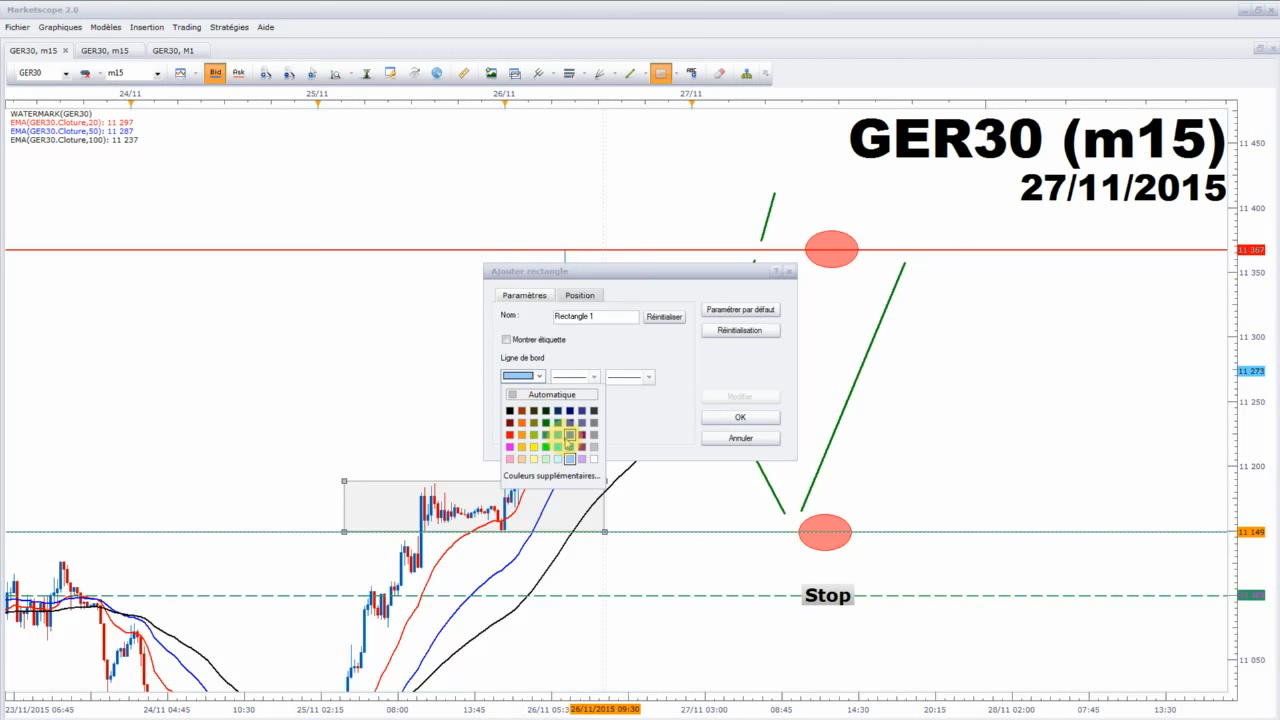 Marketscope 2.0
Fichier Graphiques Modèles Insertion Trading Stratégies Aide
GER30, m15 GER30, m15 GER30, M1
GER30 m15 Bid Ask
24/11 25/11 26/11 27/11
WATERMARK(GER30)
EMA(GER30.Cloture,20): 11 297
EMA(GER30.Cloture,50): 11 287
EMA(GER30.Cloture,100): 11 237
GER30 (m15)
27/11/2015
11 450
11 400
11 367
11 350
11 300
11 273
11 200
11 149
11 050
Ajouter rectangle
Paramètres Position
Nom : Rectangle 1 Réinitialiser
Paramétrer par défaut
Réinitialisation
Montrer étiquette
Ligne de bord
Automatique
Couleurs supplémentaires...
Modifier
OK
Annuler
Stop
23/11/2015 05:45 24/11 04:45 10:30 25/11 02:15 08:00 13:45 26/11 05:3 26/11/2015 09:30 27/11 03:00 08:45 14:30 20:15 28/11 02:00 07:45 13:30